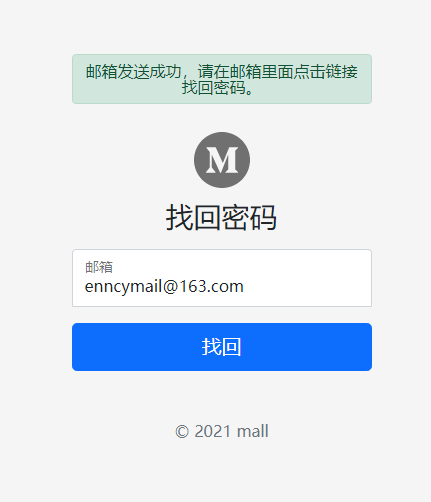 邮箱发送成功，请在邮箱里面点击链接
找回密码。
M
找回密码
邮箱
enncymail@163.com
找回
© 2021 mall